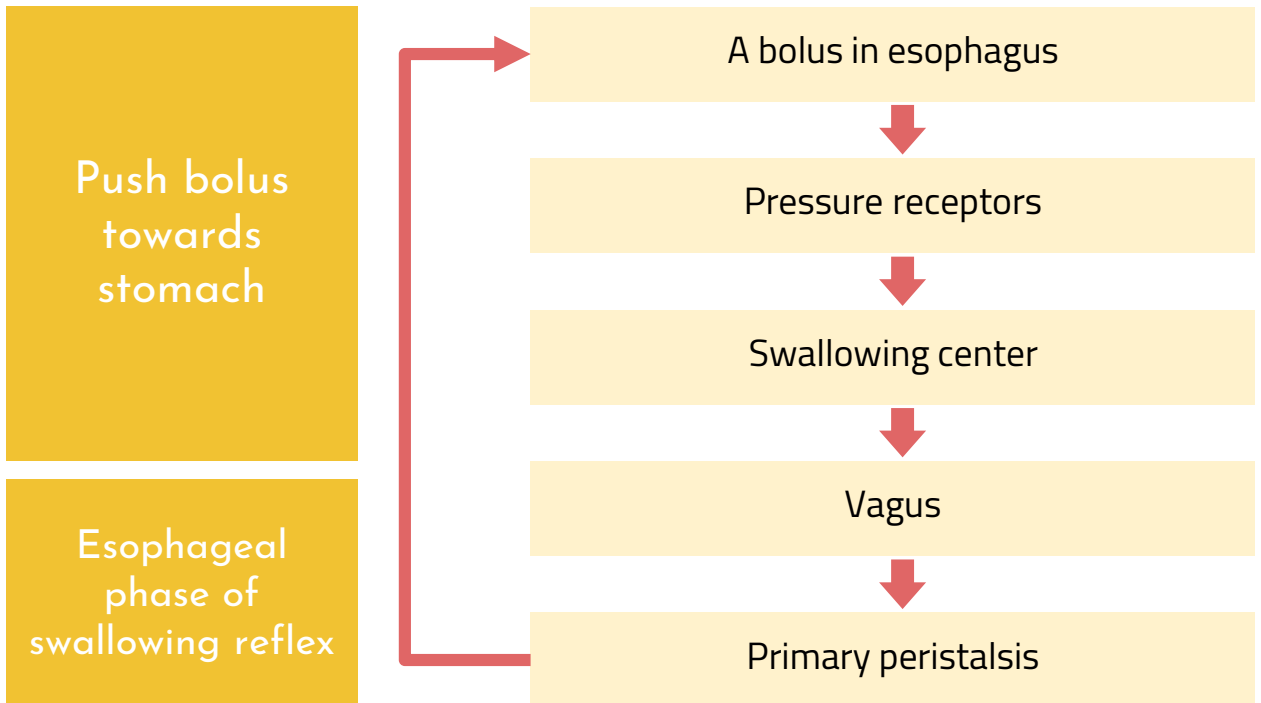 Push bolus
towards
stomach
Esophageal
phase of
swallowing reflex
A bolus in esophagus
Pressure receptors
Swallowing center
Vagus
Primary peristalsis